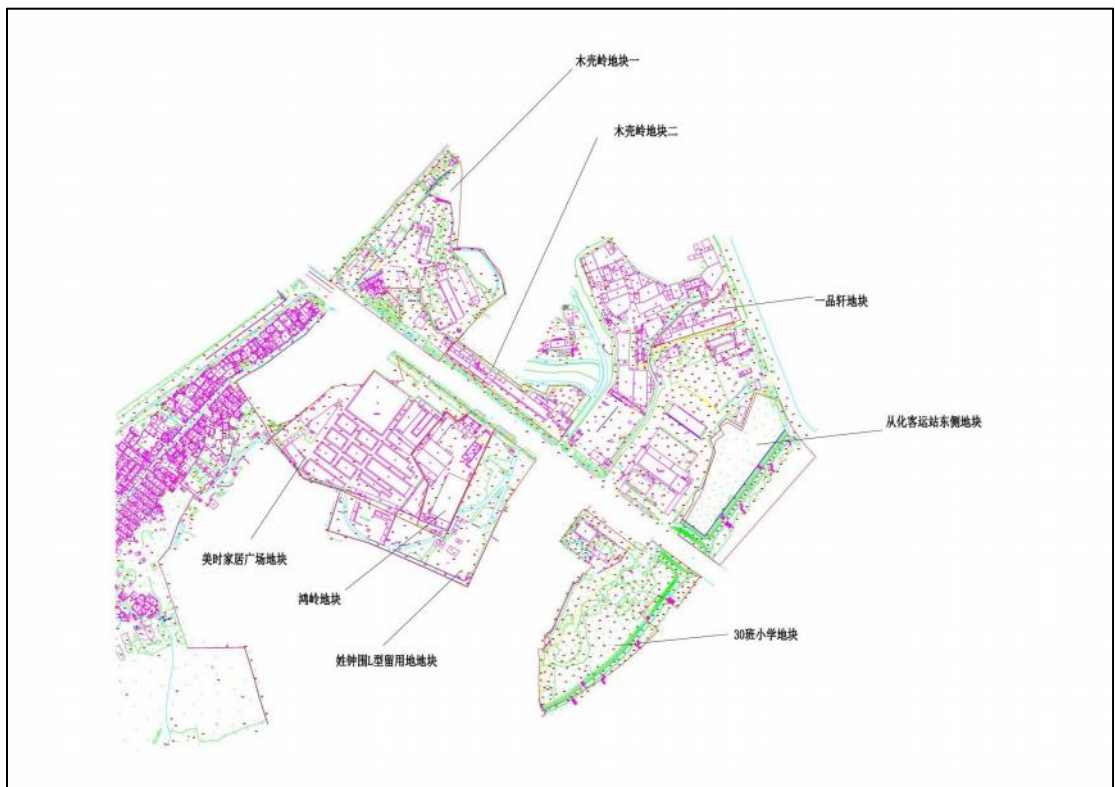 木壳岭地块一
木壳岭地块二
一品轩地块
从化客运站东侧地块
美时家居广场地块
鸿岭地块
姓钟围L型留用地地块
30班小学地块